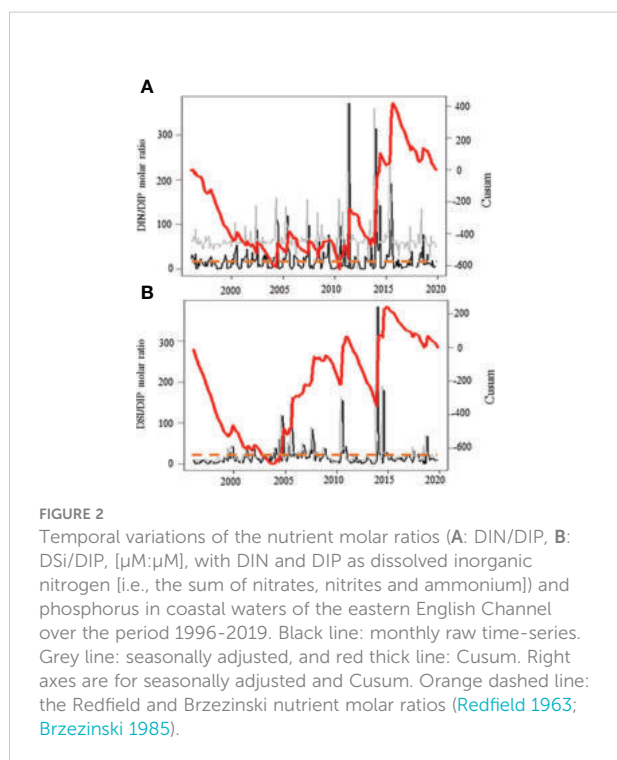 A
300
200
100
0
DIN/DIP molar ratio
400
200
0
-200
-400
-600
Cusum
2000 2005 2010 2015 2020
B
300
200
100
0
DSI/DIP molar ratio
200
0
-200
-400
-600
Cusum
2000 2005 2010 2015 2020
FIGURE 2
Temporal variations of the nutrient molar ratios (A: DIN/DIP, B:
DSi/DIP, [µM:µM], with DIN and DIP as dissolved inorganic
nitrogen [i.e., the sum of nitrates, nitrites and ammonium]) and
phosphorus in coastal waters of the eastern English Channel
over the period 1996-2019. Black line: monthly raw time-series.
Grey line: seasonally adjusted, and red thick line: Cusum. Right
axes are for seasonally adjusted and Cusum. Orange dashed line:
the Redfield and Brzezinski nutrient molar ratios (Redfield 1963;
Brzezinski 1985).